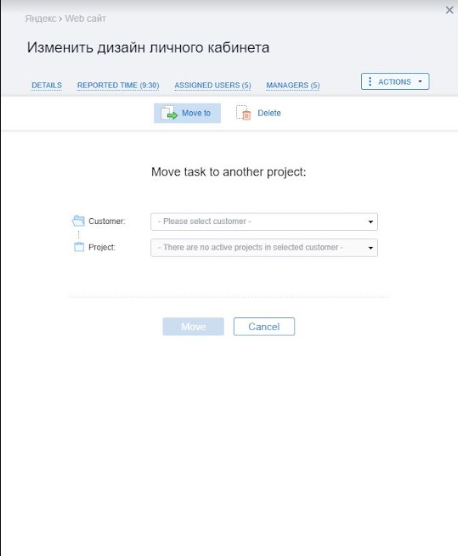 Яндекс › Web сайт
Изменить дизайн личного кабинета
DETAILS REPORTED TIME (9:30) ASSIGNED USERS (5) MANAGERS (5) ACTIONS
Move to Delete
Move task to another project:
Customer: - Please select customer -
Project: - There are no active projects in selected customer -
Move Cancel